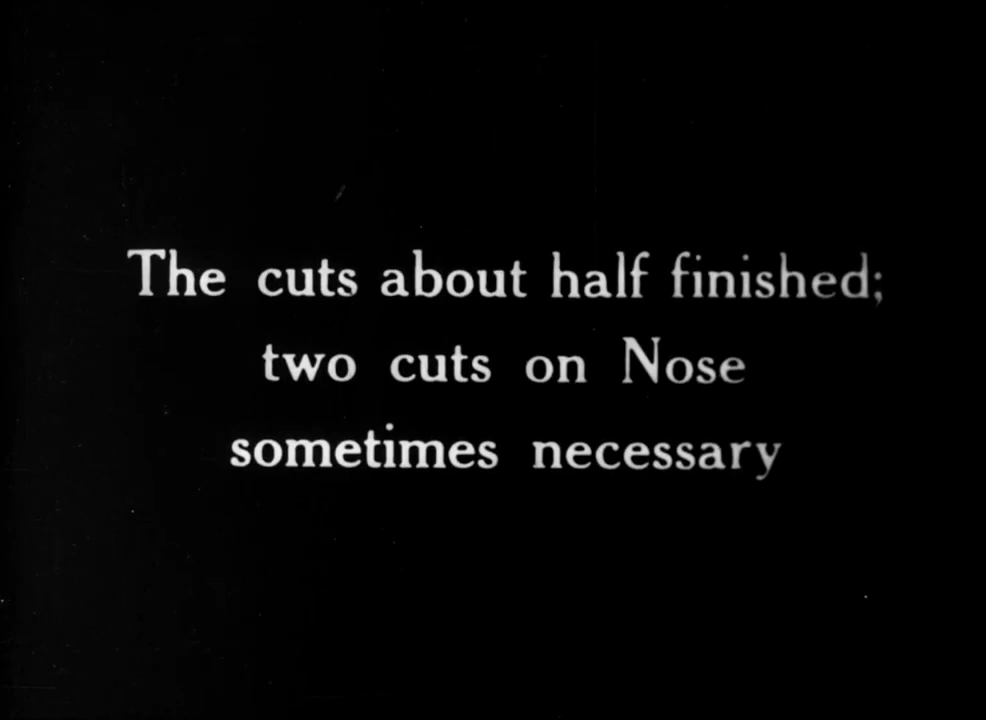 The cuts about half finished;
two cuts on Nose
sometimes necessary